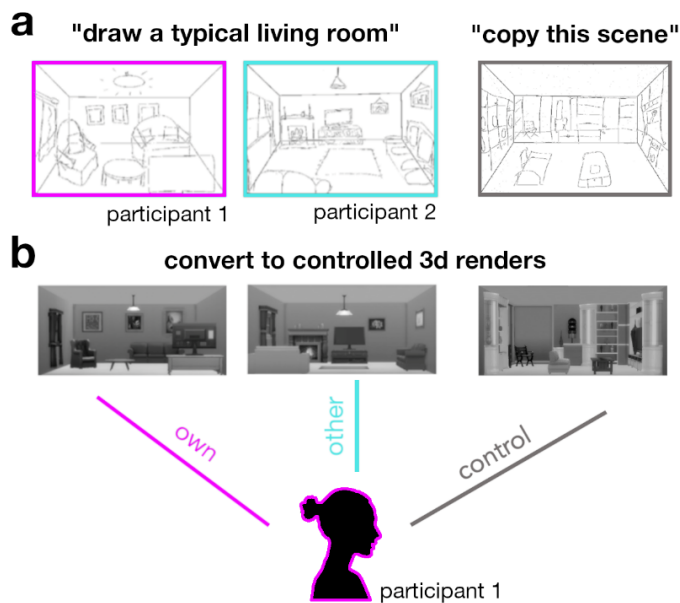 a
"draw a typical living room"
"copy this scene"
participant 1
participant 2
b
convert to controlled 3d renders
own
other
control
participant 1